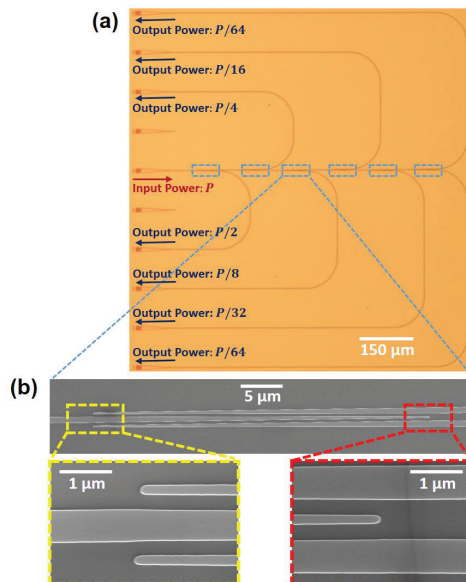 (a)
Output Power: P/64
Output Power: P/16
Output Power: P/4
Input Power: P
Output Power: P/2
Output Power: P/8
Output Power: P/32
150 μm
Output Power: P/64
(b)
5 μm
1 μm
1 μm